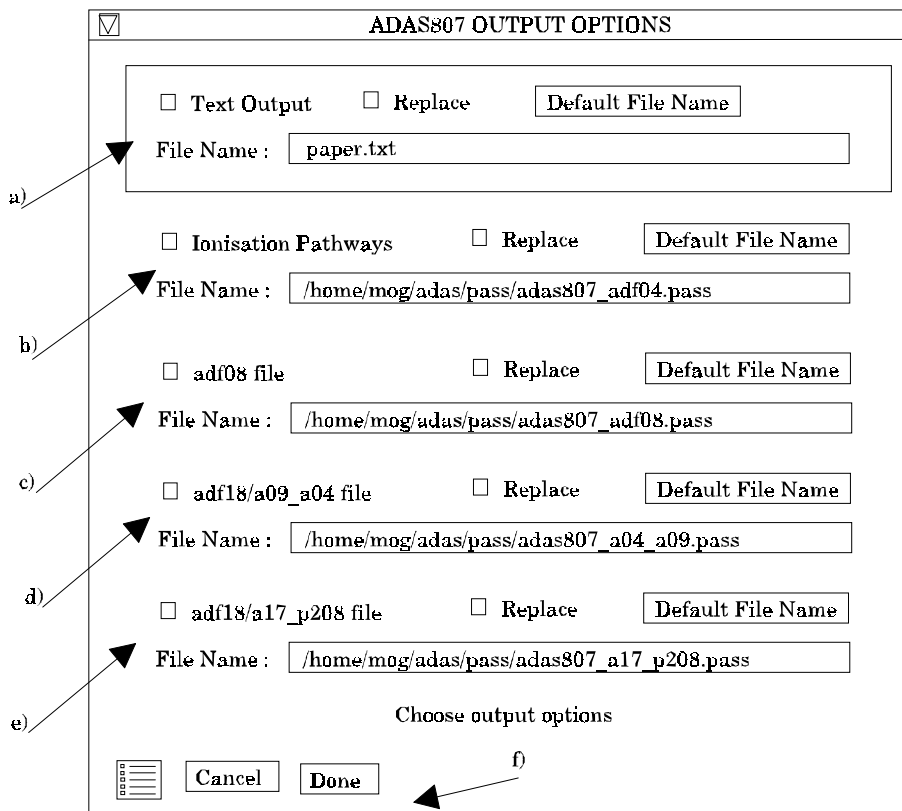 ADAS807 OUTPUT OPTIONS
Text Output Replace Default File Name
File Name : paper.txt
a)
Ionisation Pathways Replace Default File Name
File Name : /home/mog/adas/pass/adas807_adf04.pass
b)
adf08 file Replace Default File Name
File Name : /home/mog/adas/pass/adas807_adf08.pass
c)
adf18/a09_a04 file Replace Default File Name
File Name : /home/mog/adas/pass/adas807_a04_a09.pass
d)
adf18/a17_p208 file Replace Default File Name
File Name : /home/mog/adas/pass/adas807_a17_p208.pass
e)
Choose output options
f)
Cancel Done